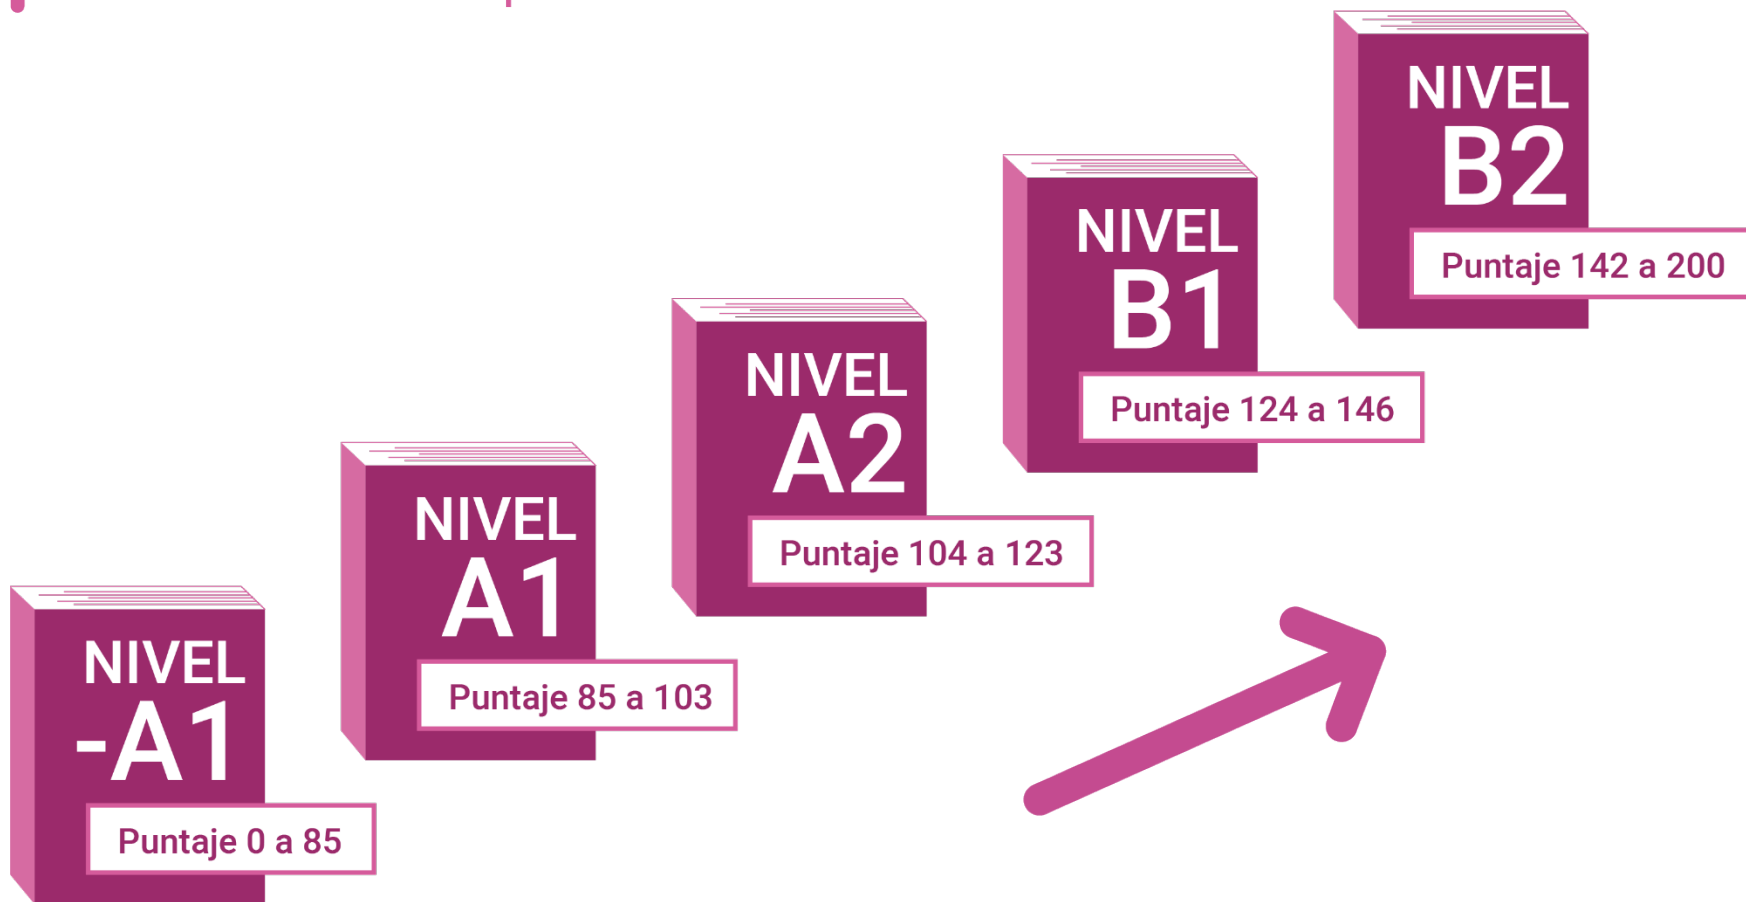 NIVEL
-A1
Puntaje 0 a 85
NIVEL
A1
Puntaje 85 a 103
NIVEL
A2
Puntaje 104 a 123
NIVEL
B1
Puntaje 124 a 146
NIVEL
B2
Puntaje 142 a 200